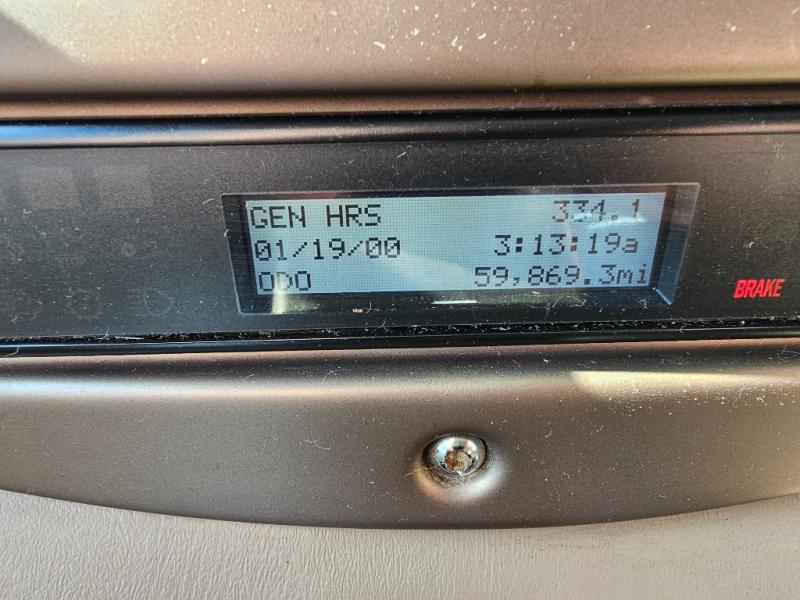 GEN HRS 334.1
01/19/00 3:13:19a
ODO 59,869.3mi
BRAKE